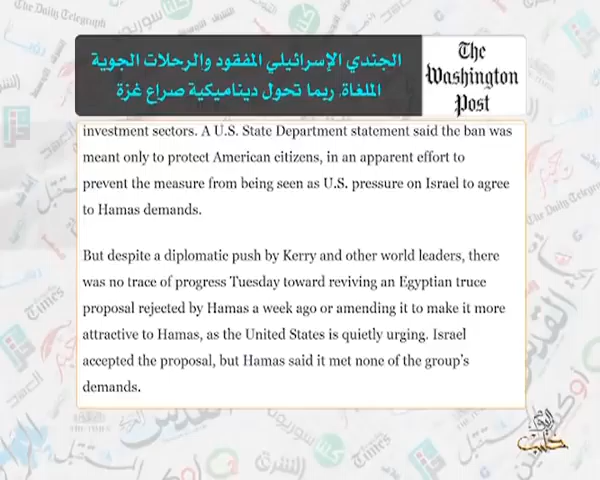 الجندي الإسرائيلي المفقود والرحلات الجوية
الملغاة. ربما تحول ديناميكية صراع غزة
The
Washington
Post
investment sectors. A U.S. State Department statement said the ban was
meant only to protect American citizens, in an apparent effort to
prevent the measure from being seen as U.S. pressure on Israel to agree
to Hamas demands.
But despite a diplomatic push by Kerry and other world leaders, there
was no trace of progress Tuesday toward reviving an Egyptian truce
proposal rejected by Hamas a week ago or amending it to make it more
attractive to Hamas, as the United States is quietly urging. Israel
accepted the proposal, but Hamas said it met none of the group's
demands.